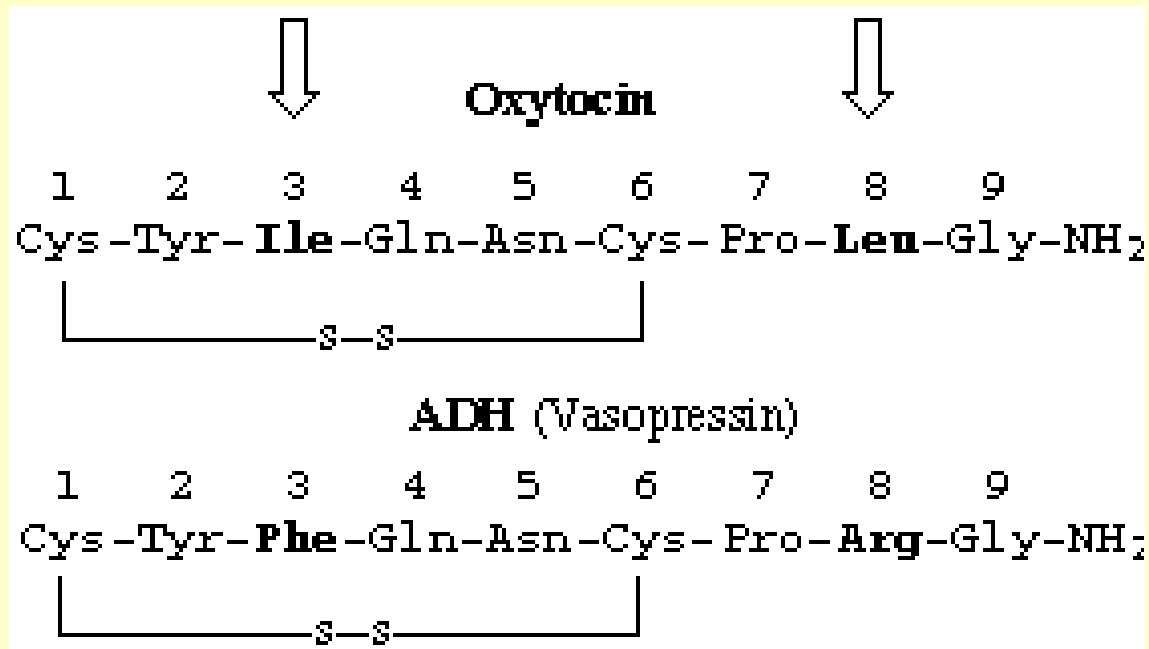 Oxytocin
1 2 3 4 5 6 7 8 9
Cys-Tyr-Ile-Gln-Asn-Cys-Pro-Leu-Gly-NH₂
S-S
ADH (Vasopressin)
1 2 3 4 5 6 7 8 9
Cys-Tyr-Phe-Gln-Asn-Cys-Pro-Arg-Gly-NH₂
S-S